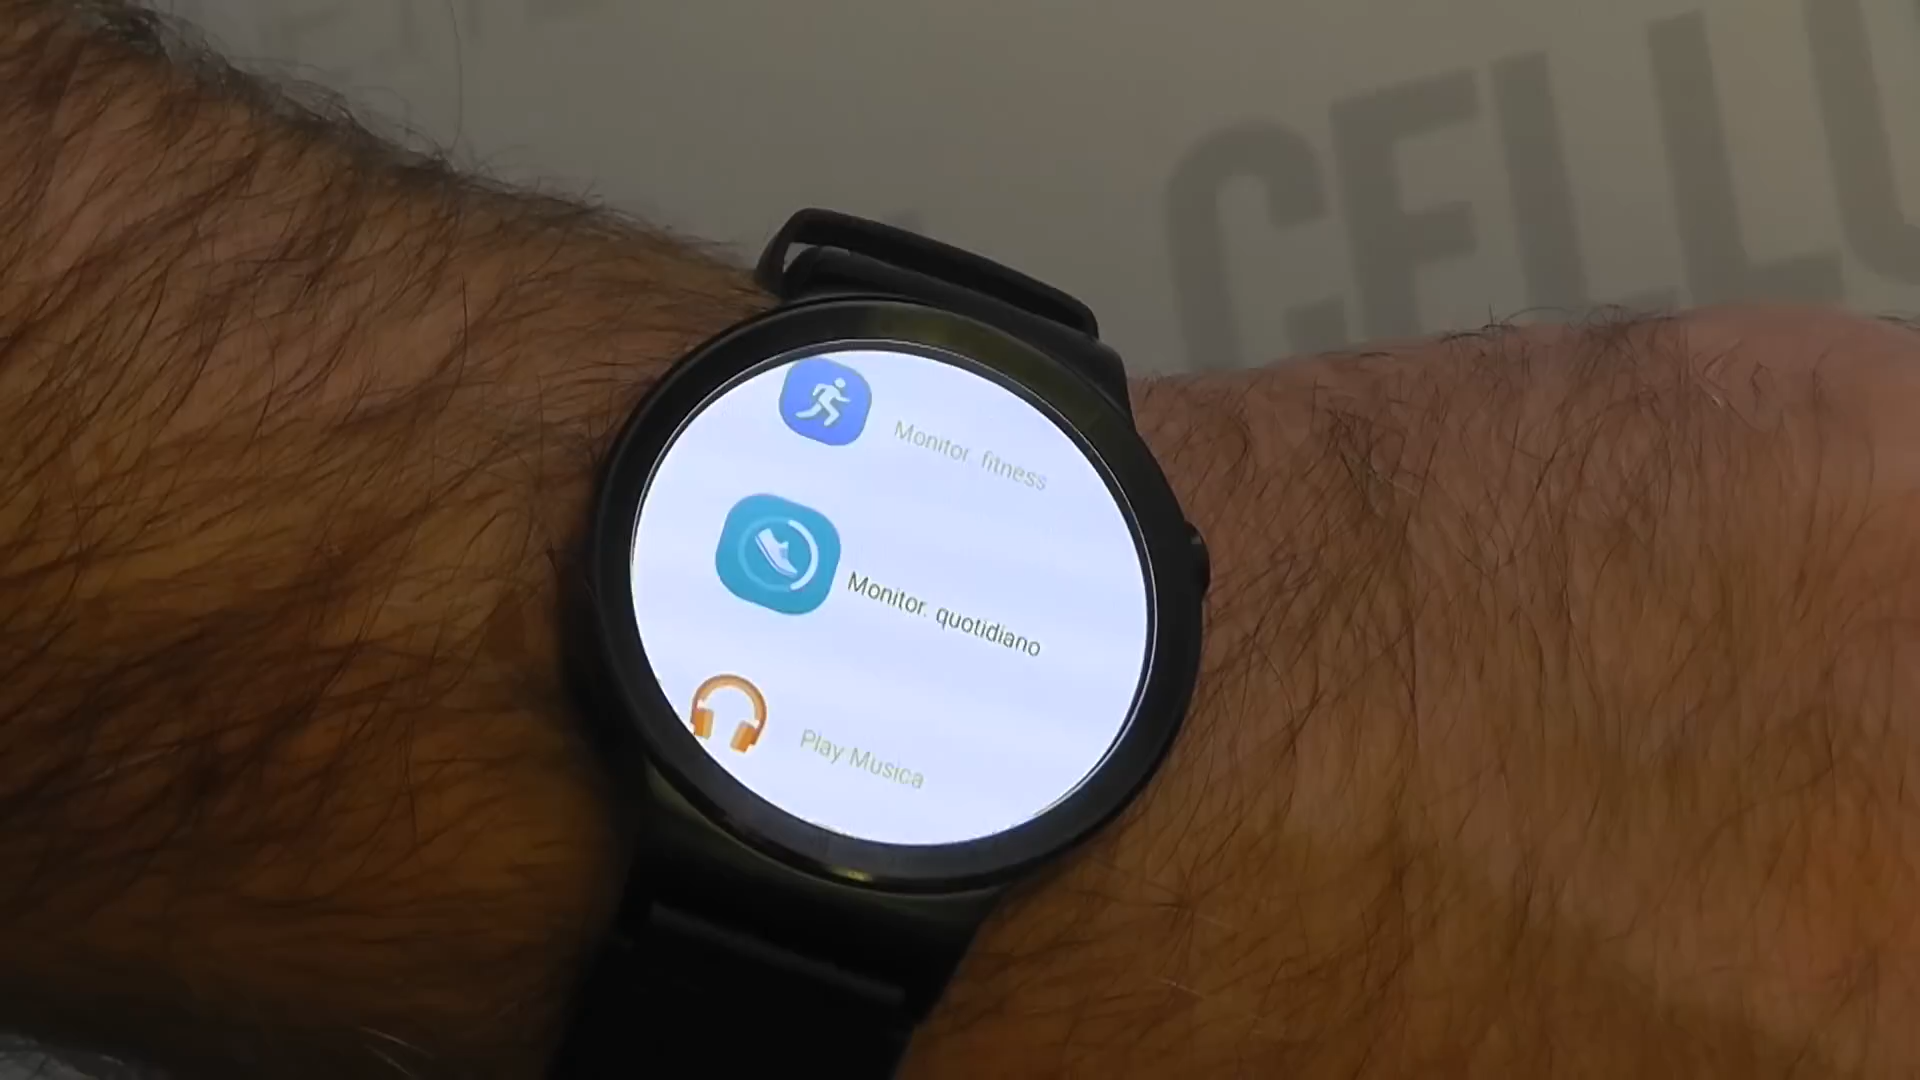 CELLU
Monitor. fitness
Monitor. quotidiano
Play Musica